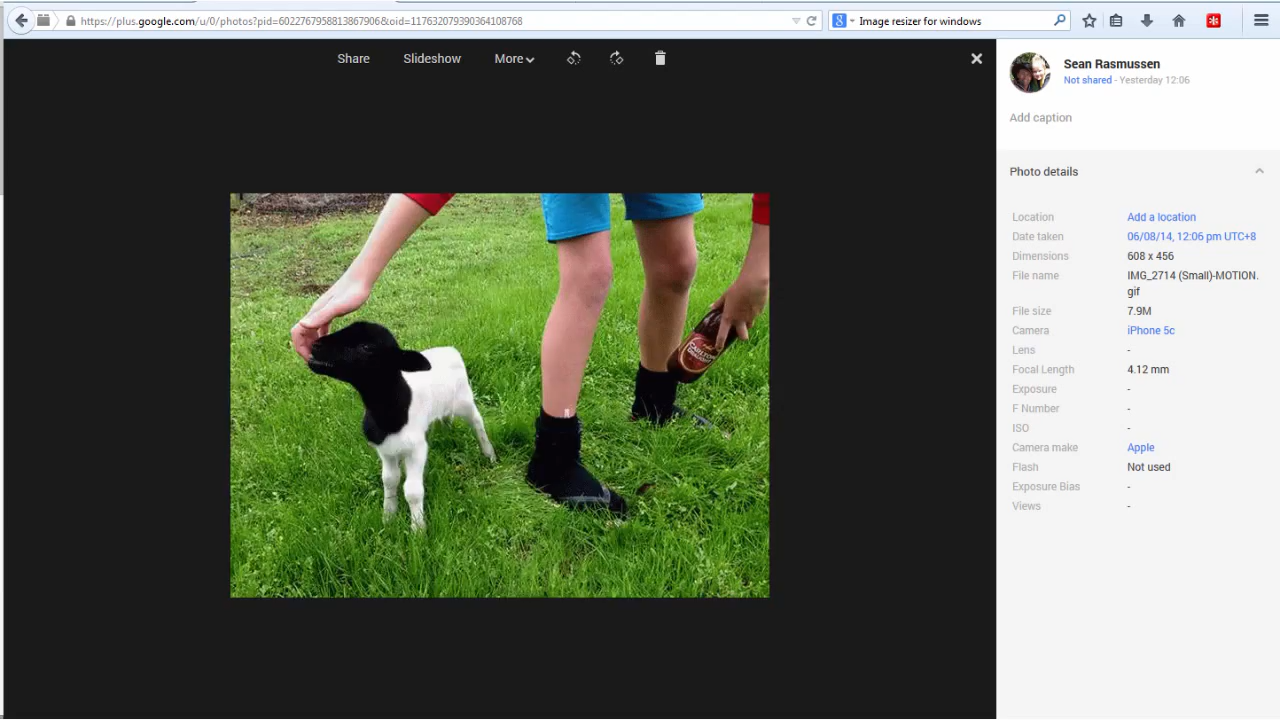 https://plus.google.com/u/0/photos?pid=6022767958813867906&oid=117632079390364108768
Image resizer for windows
Share Slideshow More
Sean Rasmussen
Not shared - Yesterday 12:06
Add caption
Photo details
Location Add a location
Date taken 06/08/14, 12:06 pm UTC+8
Dimensions 608 x 456
File name IMG_2714 (Small)-MOTION.
gif
File size 7.9M
Camera iPhone 5c
Lens -
Focal Length 4.12 mm
Exposure -
F Number -
ISO -
Camera make Apple
Flash Not used
Exposure Bias -
Views -
CARLTON
DRAUGHT